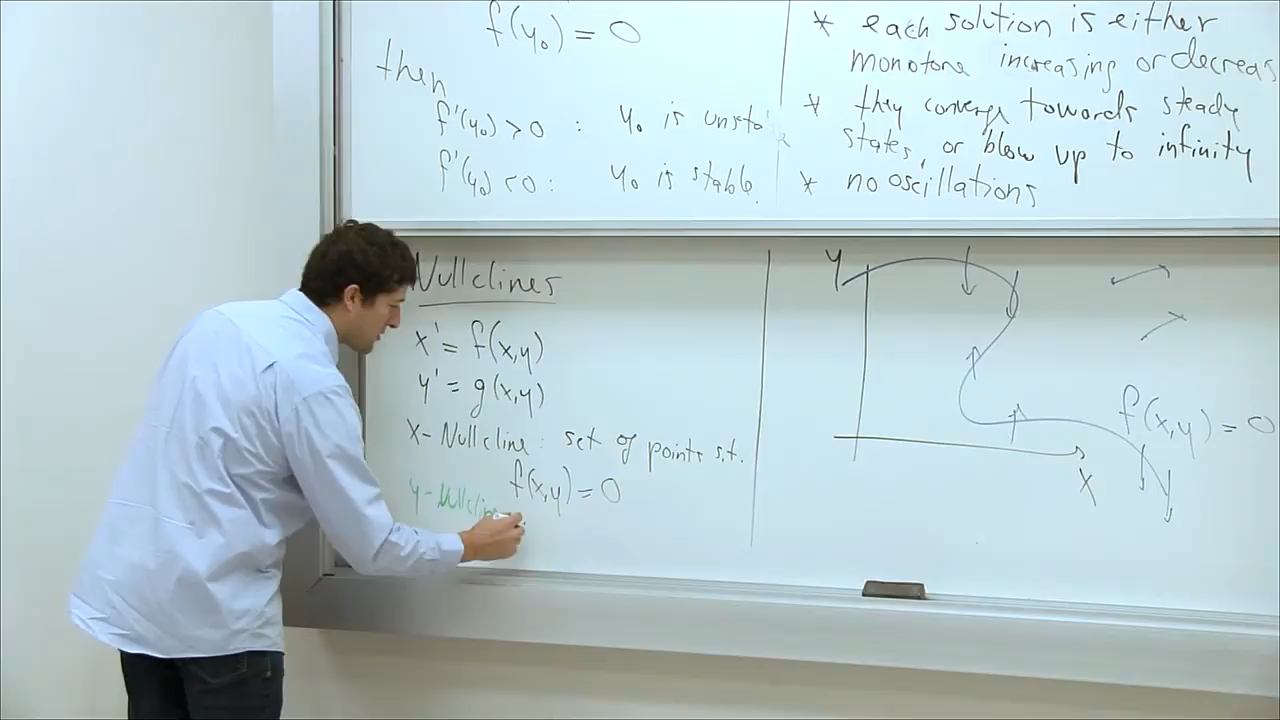 f(y₀) = 0
then
f'(y₀) > 0 : y₀ is unstable
f'(y₀) < 0 : y₀ is stable.
* each solution is either
monotone increasing or decreas
* they converge towards steady
states, or blow up to infinity
* no oscillations
Nullclines
x' = f(x,y)
y' = g(x,y)
X-Nullcline: set of points s.t.
f(x,y) = 0
y-Nullcline
y
f(x,y) = 0
x